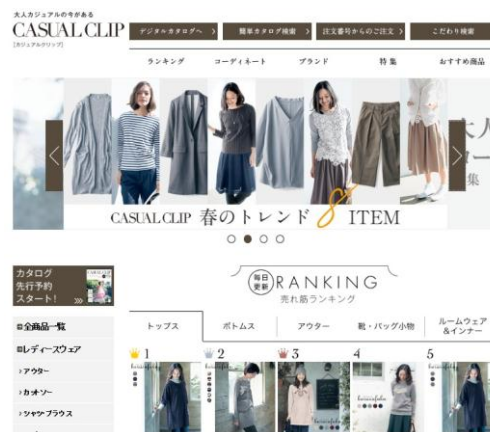 大人カジュアルの今がある
CASUAL CLIP
[カジュアルクリップ]
デジタルカタログへ
簡単カタログ検索
注文番号からのご注文
こだわり検索
ランキング
コーディネート
ブランド
特集
おすすめ商品
大人
集
CASUAL CLIP 春のトレンド 8 ITEM
カタログ
先行予約
スタート!
毎日更新 RANKING
売れ筋ランキング
全商品一覧
レディースウェア
アウター
カットソー
シャツ・ブラウス
トップス
ボトムス
アウター
靴・バッグ小物
ルームウェア
&インナー
1
2
3
4
5